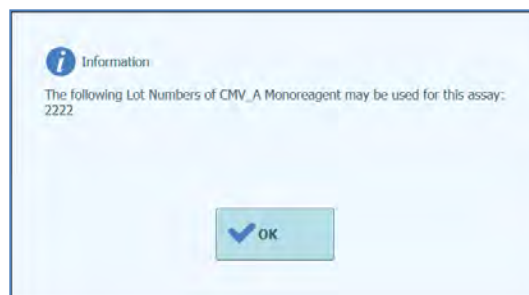 Information
The following Lot Numbers of CMV_A Monoreagent may be used for this assay:
2222
OK